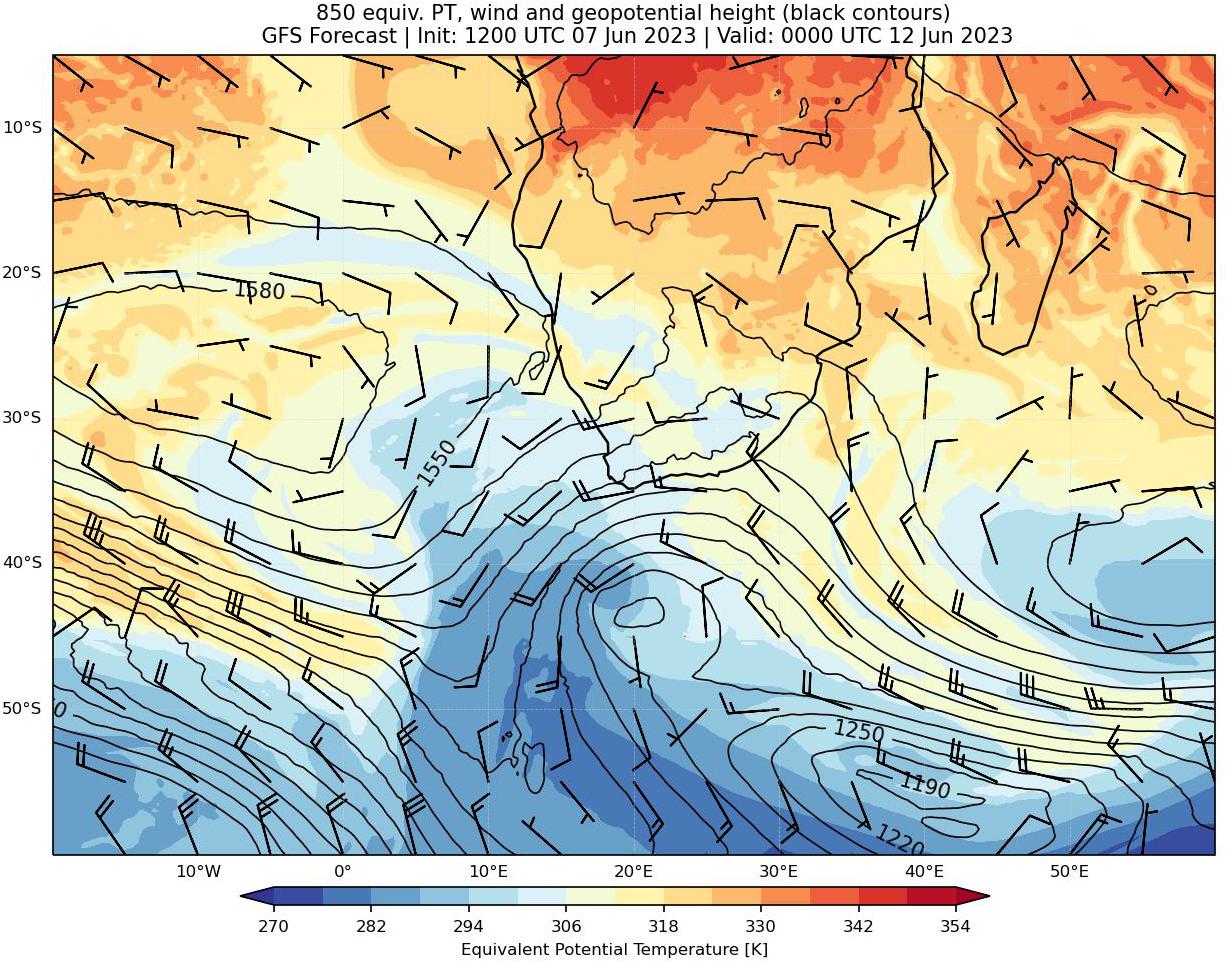 850 equiv. PT, wind and geopotential height (black contours)
GFS Forecast | Init: 1200 UTC 07 Jun 2023 | Valid: 0000 UTC 12 Jun 2023
10°S
20°S
1580
30°S
1550
40°S
50°S
0
1250
1190
1220
10°W 0° 10°E 20°E 30°E 40°E 50°E
270 282 294 306 318 330 342 354
Equivalent Potential Temperature [K]